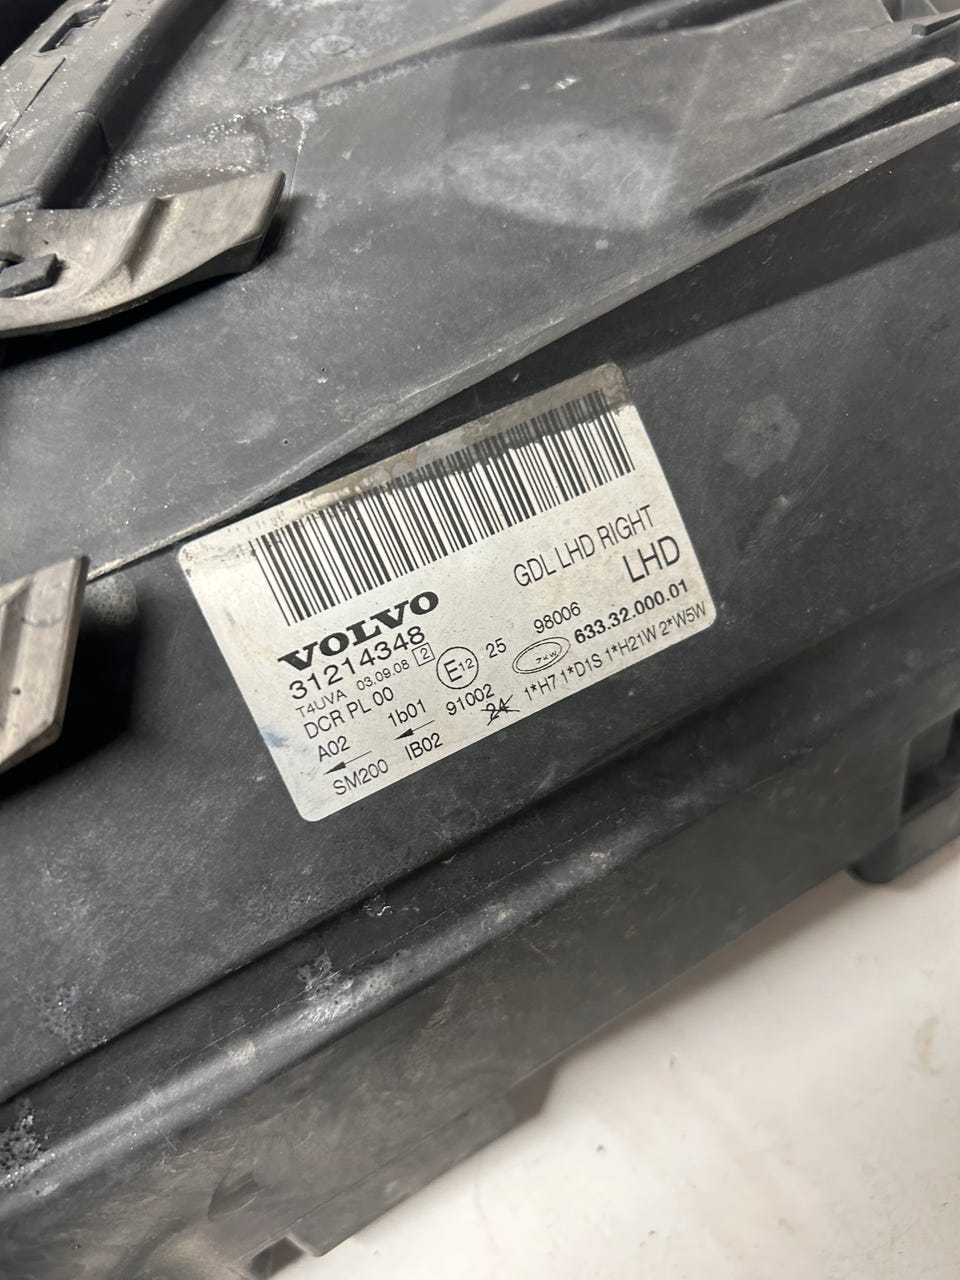 VOLVO
31214348
T4UVA 03.09.08 2
DCR PL 00
E12 25
GDL LHD RIGHT
LHD
98006
ZKW 633.32.000.01
A02 1b01 91002 24 1*H7 1*D1S 1*H21W 2*W5W
SM200 IB02